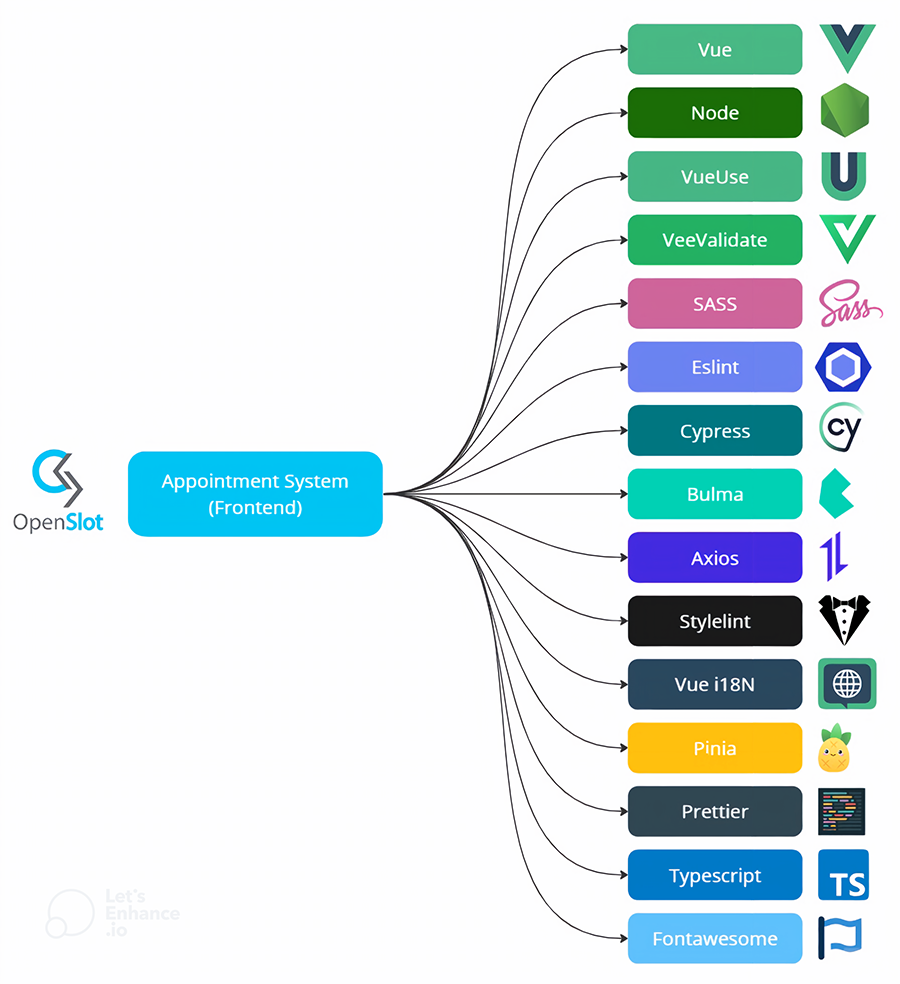 Vue
Node
VueUse
VeeValidate
SASS
Sass
Eslint
Cypress
cy
Appointment System
(Frontend)
OpenSlot
Bulma
Axios
Stylelint
Vue i18N
Pinia
Prettier
Typescript
TS
Fontawesome
Let's
Enhance
.io